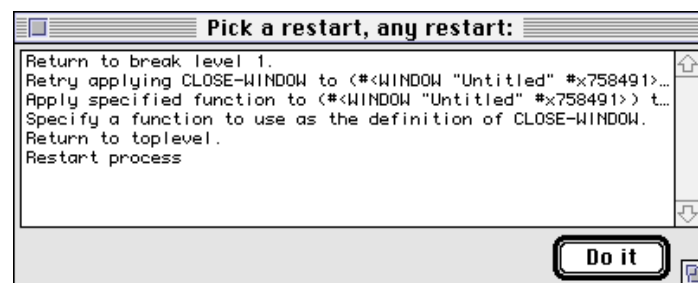 Pick a restart, any restart:
Return to break level 1.
Retry applying CLOSE-WINDOW to (#<WINDOW "Untitled" #x758491>…
Apply specified function to (#<WINDOW "Untitled" #x758491>) t…
Specify a function to use as the definition of CLOSE-WINDOW.
Return to toplevel.
Restart process
Do it